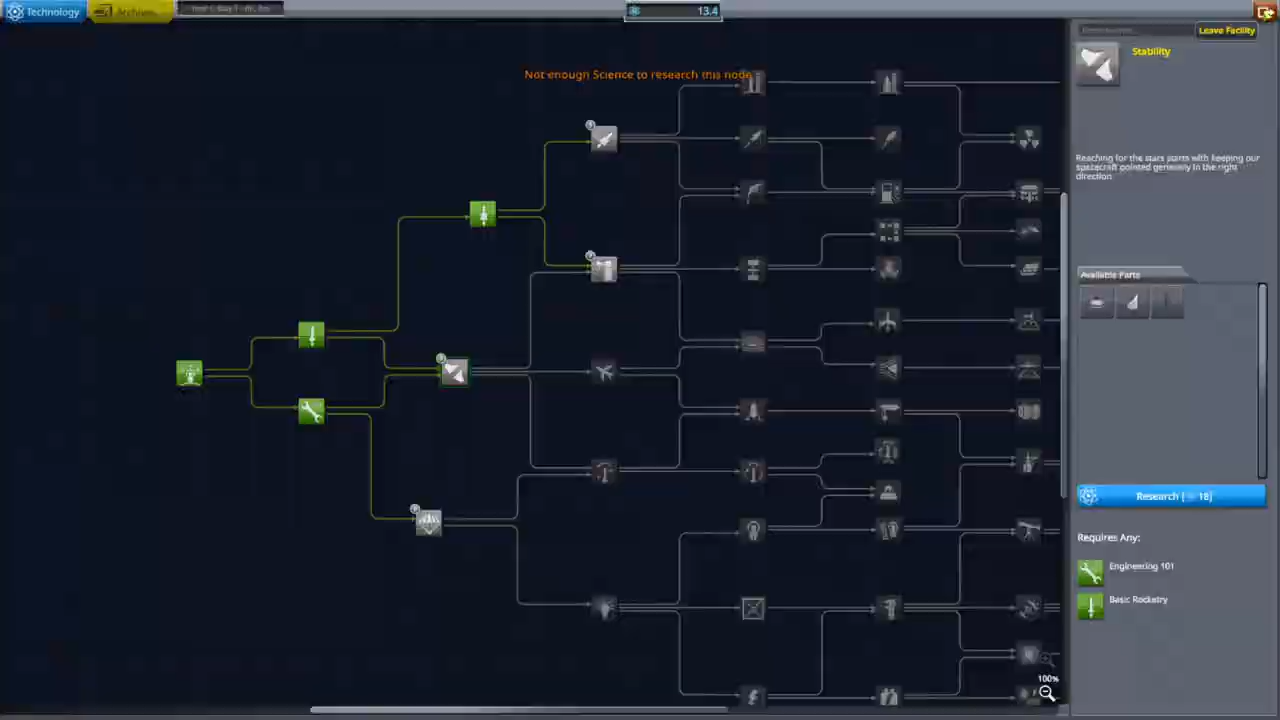 Technology
Archives
13.4
Leave Facility
Stability
Not enough Science to research this node
Reaching for the stars starts with keeping our
spacecraft pointed generally in the right
direction.
Available Parts
Research [ 18]
Requires Any:
Engineering 101
Basic Rocketry
100%